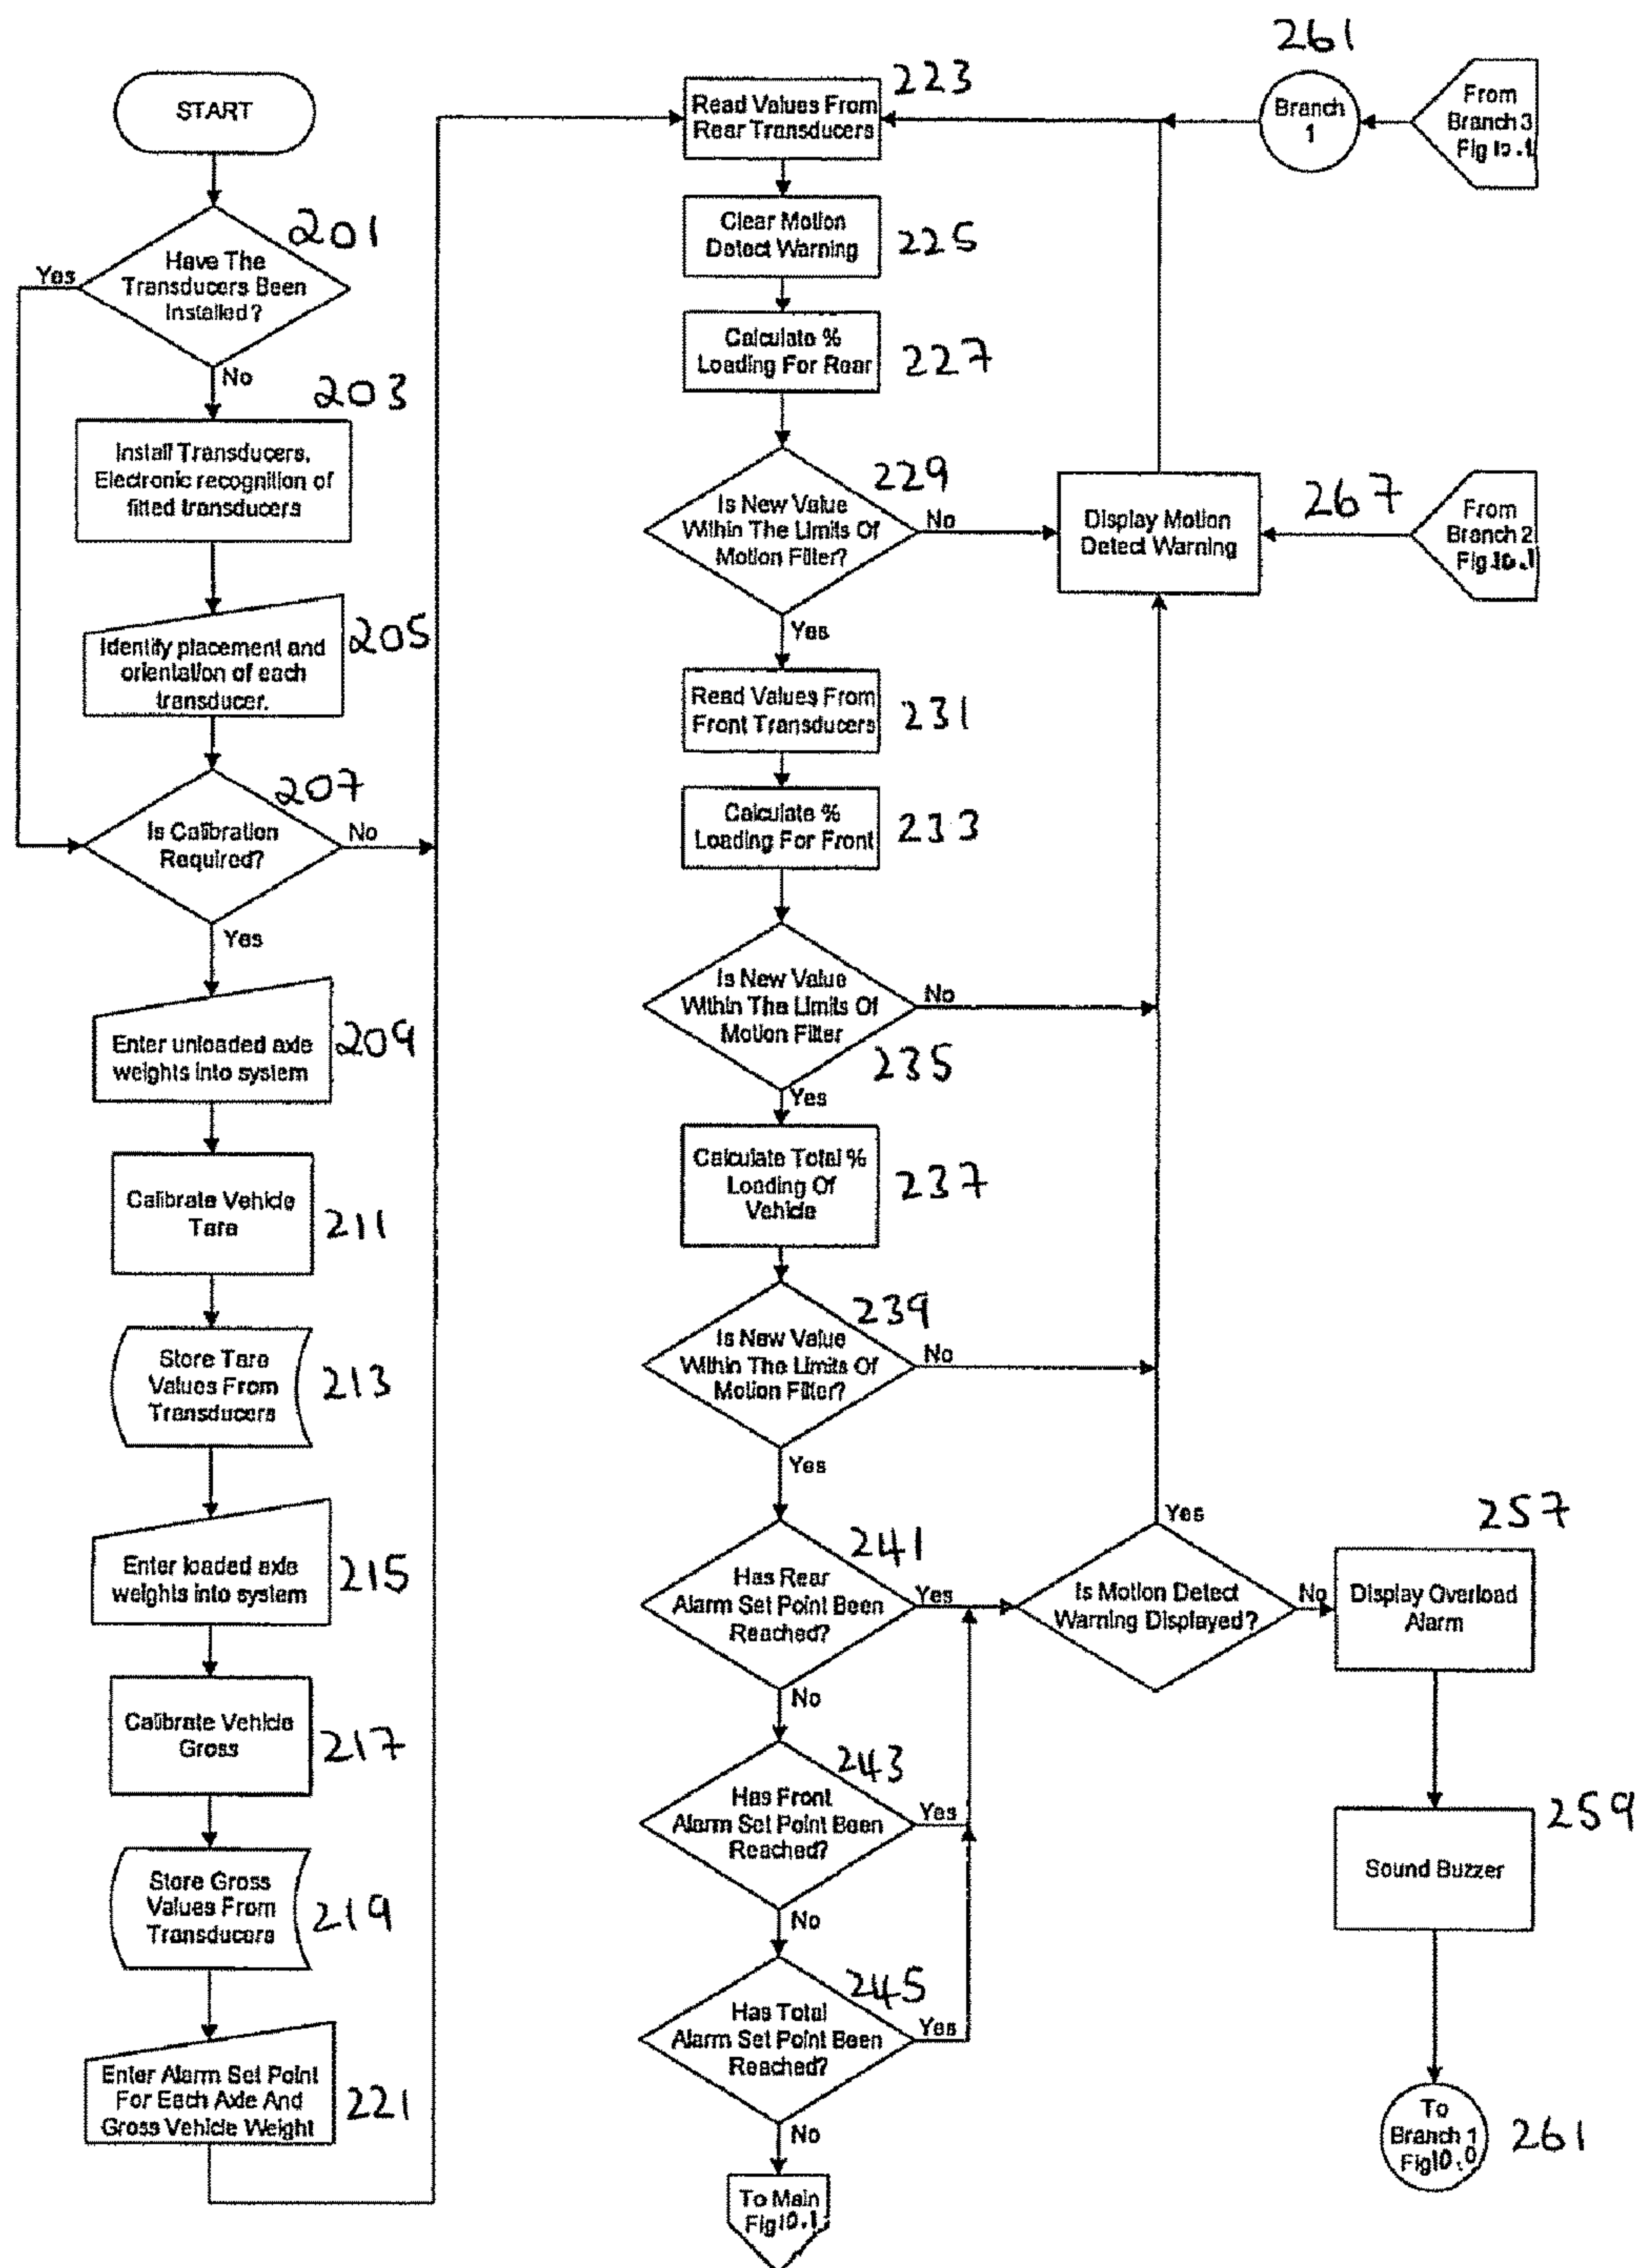 START
201
Have The
Transducers Been
Installed?
Yes
No
203
Install Transducers.
Electronic recognition of
fitted transducers
205
Identify placement and
orientation of each
transducer.
207
Is Calibration
Required?
No
Yes
209
Enter unloaded axle
weights into system
Calibrate Vehicle
Tare
211
Store Tare
Values From
Transducers
213
Enter loaded axle
weights into system
215
Calibrate Vehicle
Gross
217
Store Gross
Values From
Transducers
219
Enter Alarm Set Point
For Each Axle And
Gross Vehicle Weight
221
Read Values From
Rear Transducers
223
Clear Motion
Detect Warning
225
Calculate %
Loading For Rear
227
229
Is New Value
Within The Limits Of
Motion Filter?
No
Yes
Read Values From
Front Transducers
231
Calculate %
Loading For Front
233
Is New Value
Within The Limits Of
Motion Filter
No
235
Yes
Calculate Total %
Loading Of
Vehicle
237
239
Is New Value
Within The Limits Of
Motion Filter?
No
Yes
241
Has Rear
Alarm Set Point Been
Reached?
Yes
No
243
Has Front
Alarm Set Point Been
Reached?
Yes
No
245
Has Total
Alarm Set Point Been
Reached?
Yes
No
To Main
Fig10.1
261
Branch
1
From
Branch 3
Fig 10.1
Display Motion
Detect Warning
267
From
Branch 2
Fig.10.1
Yes
Is Motion Detect
Warning Displayed?
No
257
Display Overload
Alarm
259
Sound Buzzer
To
Branch 1
Fig10.0
261